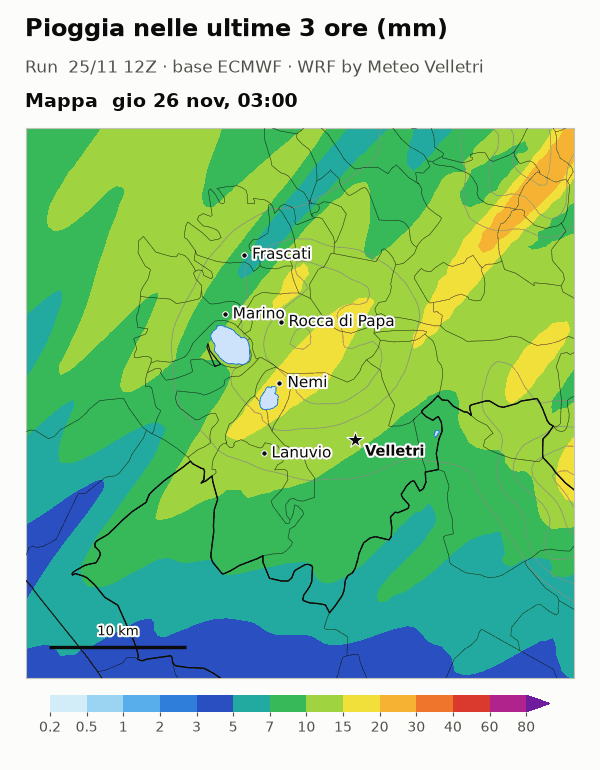 Pioggia nelle ultime 3 ore (mm)
Run  25/11 12Z · base ECMWF · WRF by Meteo Velletri
Mappa  gio 26 nov, 03:00
Frascati
Marino
Rocca di Papa
Nemi
Velletri
Lanuvio
10 km
0.2 0.5 1 2 3 5 7 10 15 20 30 40 60 80